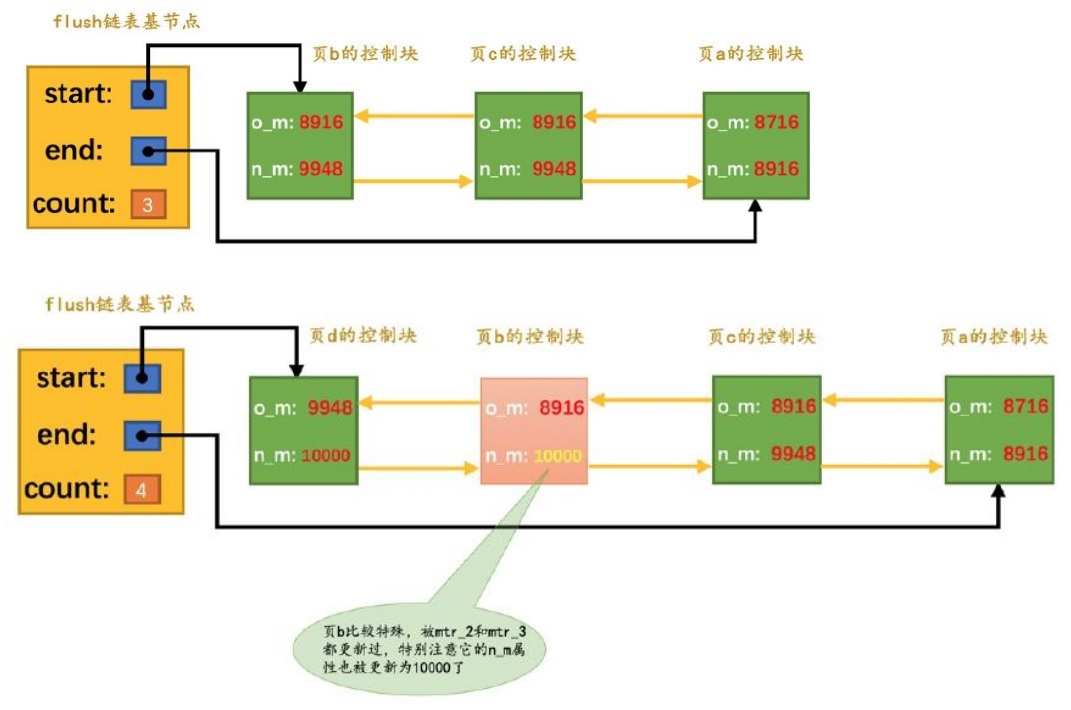 flush链表基节点
页b的控制块 页c的控制块 页a的控制块
start:
end:
count: 3
o_m: 8916
n_m: 9948
o_m: 8916
n_m: 9948
o_m: 8716
n_m: 8916
flush链表基节点
页d的控制块 页b的控制块 页c的控制块 页a的控制块
start:
end:
count: 4
o_m: 9948
n_m: 10000
o_m: 8916
n_m: 10000
o_m: 8916
n_m: 9948
o_m: 8716
n_m: 8916
页b比较特殊，被mtr_2和mtr_3
都更新过，特别注意它的n_m属
性也被更新为10000了